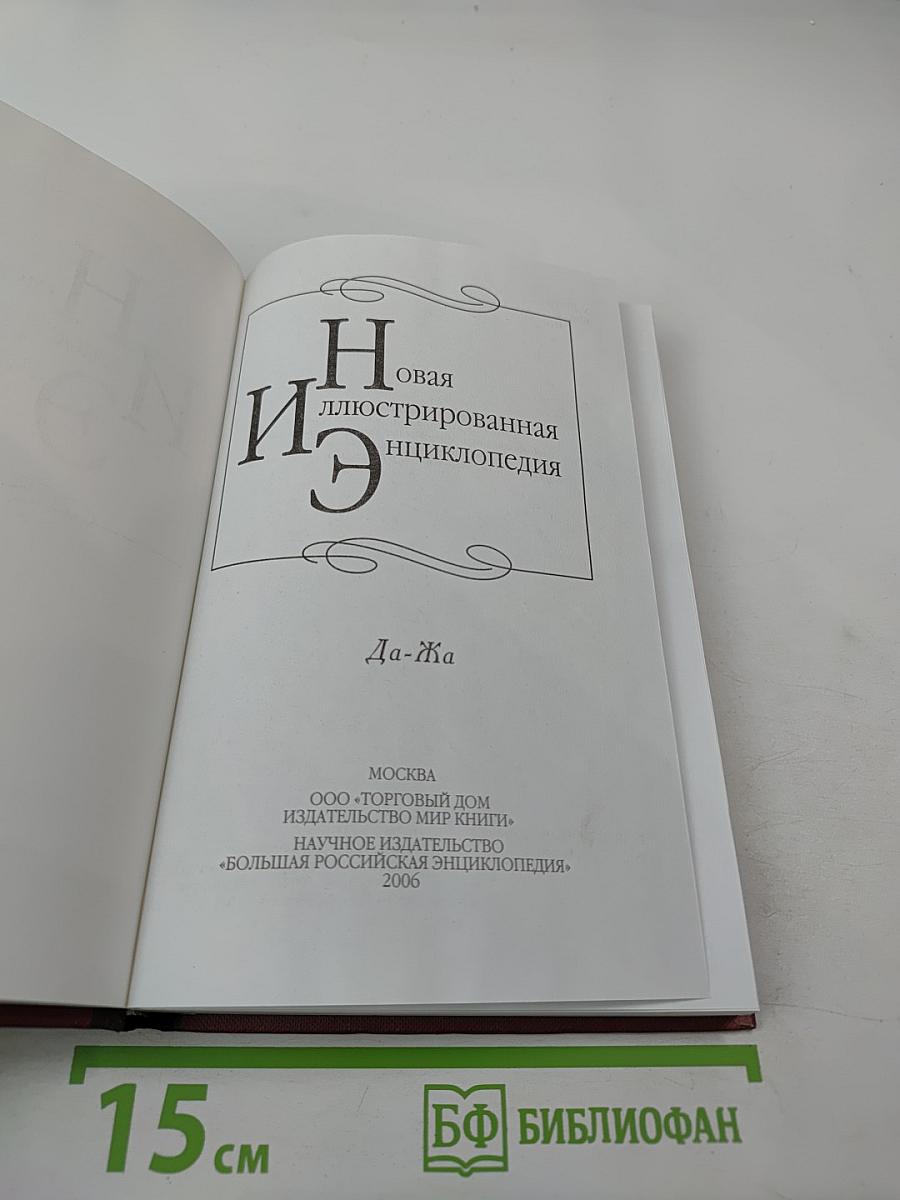 Новая
Иллюстрированная
Энциклопедия
Да-Жа
МОСКВА
ООО «ТОРГОВЫЙ ДОМ
ИЗДАТЕЛЬСТВО МИР КНИГИ»
НАУЧНОЕ ИЗДАТЕЛЬСТВО
«БОЛЬШАЯ РОССИЙСКАЯ ЭНЦИКЛОПЕДИЯ»
2006
15 см
БФ БИБЛИОФАН